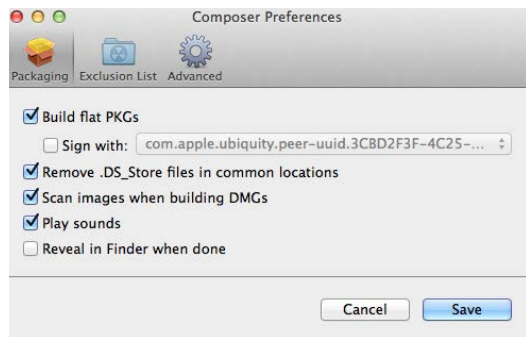 Composer Preferences
Packaging Exclusion List Advanced
Build flat PKGs
Sign with: com.apple.ubiquity.peer-uuid.3CBD2F3F-4C25-...
Remove .DS_Store files in common locations
Scan images when building DMGs
Play sounds
Reveal in Finder when done
Cancel Save